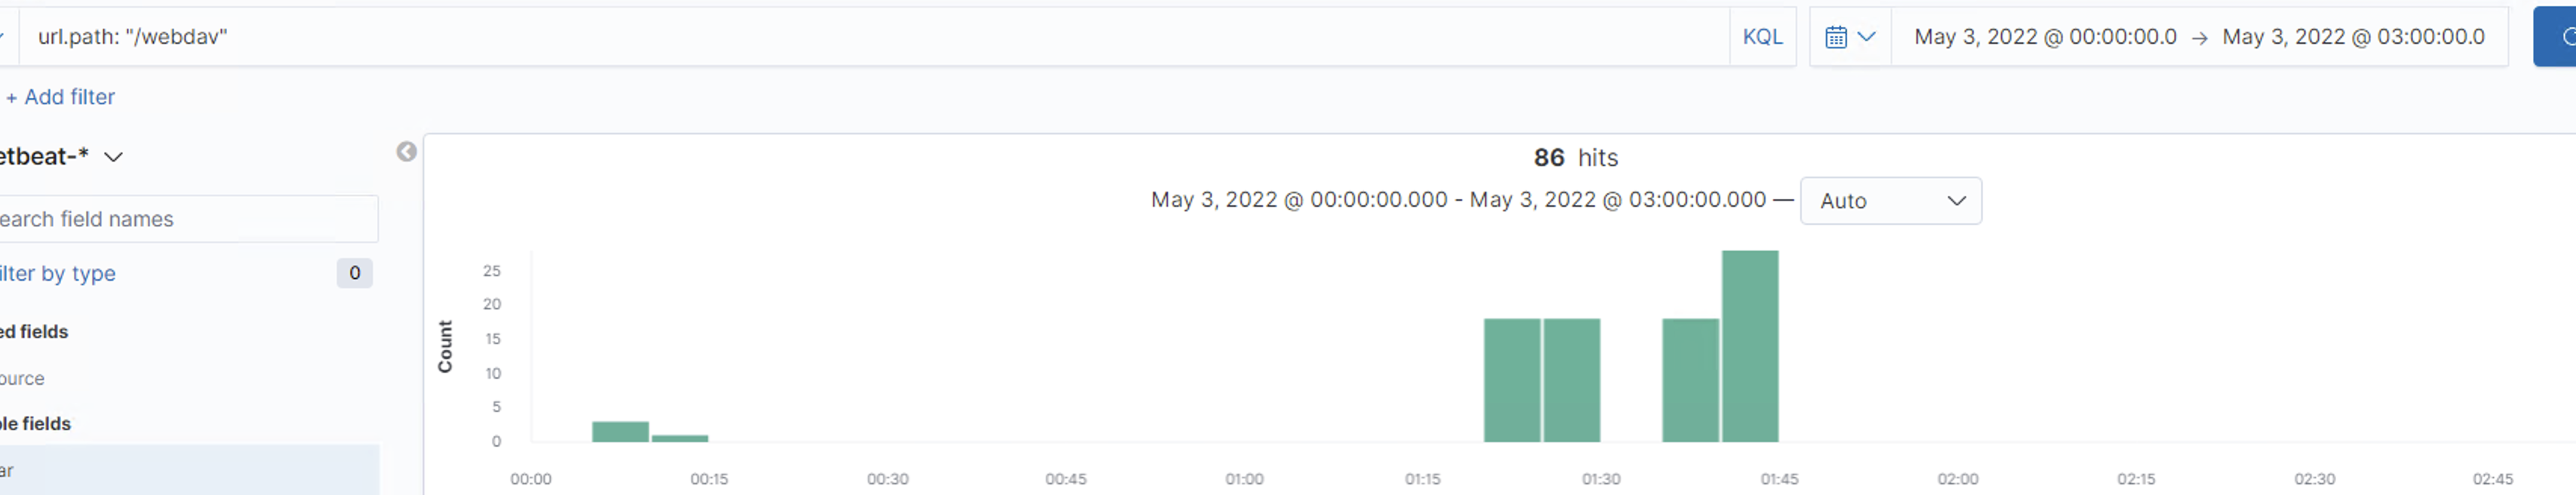 url.path: "/webdav" KQL May 3, 2022 @ 00:00:00.0 → May 3, 2022 @ 03:00:00.0
+ Add filter
etbeat-*
86 hits
May 3, 2022 @ 00:00:00.000 - May 3, 2022 @ 03:00:00.000 — Auto
earch field names
ilter by type 0
ed fields
ource
ple fields
ar
Count
25
20
15
10
5
0
00:00 00:15 00:30 00:45 01:00 01:15 01:30 01:45 02:00 02:15 02:30 02:45